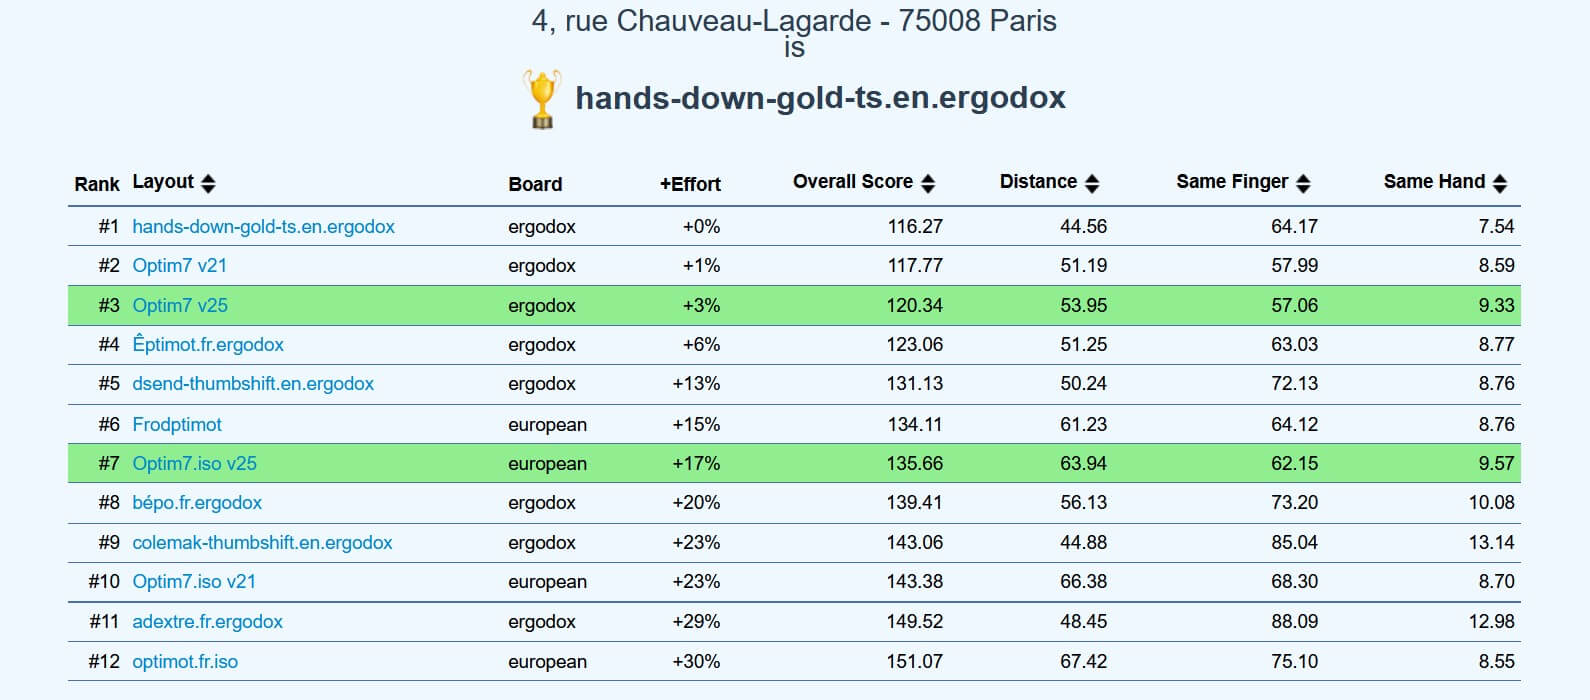 4, rue Chauveau-Lagarde - 75008 Paris
is
hands-down-gold-ts.en.ergodox
Rank Layout Board +Effort Overall Score Distance Same Finger Same Hand
#1 hands-down-gold-ts.en.ergodox ergodox +0% 116.27 44.56 64.17 7.54
#2 Optim7 v21 ergodox +1% 117.77 51.19 57.99 8.59
#3 Optim7 v25 ergodox +3% 120.34 53.95 57.06 9.33
#4 Êptimot.fr.ergodox ergodox +6% 123.06 51.25 63.03 8.77
#5 dsend-thumbshift.en.ergodox ergodox +13% 131.13 50.24 72.13 8.76
#6 Frodptimot european +15% 134.11 61.23 64.12 8.76
#7 Optim7.iso v25 european +17% 135.66 63.94 62.15 9.57
#8 bépo.fr.ergodox ergodox +20% 139.41 56.13 73.20 10.08
#9 colemak-thumbshift.en.ergodox ergodox +23% 143.06 44.88 85.04 13.14
#10 Optim7.iso v21 european +23% 143.38 66.38 68.30 8.70
#11 adextre.fr.ergodox ergodox +29% 149.52 48.45 88.09 12.98
#12 optimot.fr.iso european +30% 151.07 67.42 75.10 8.55